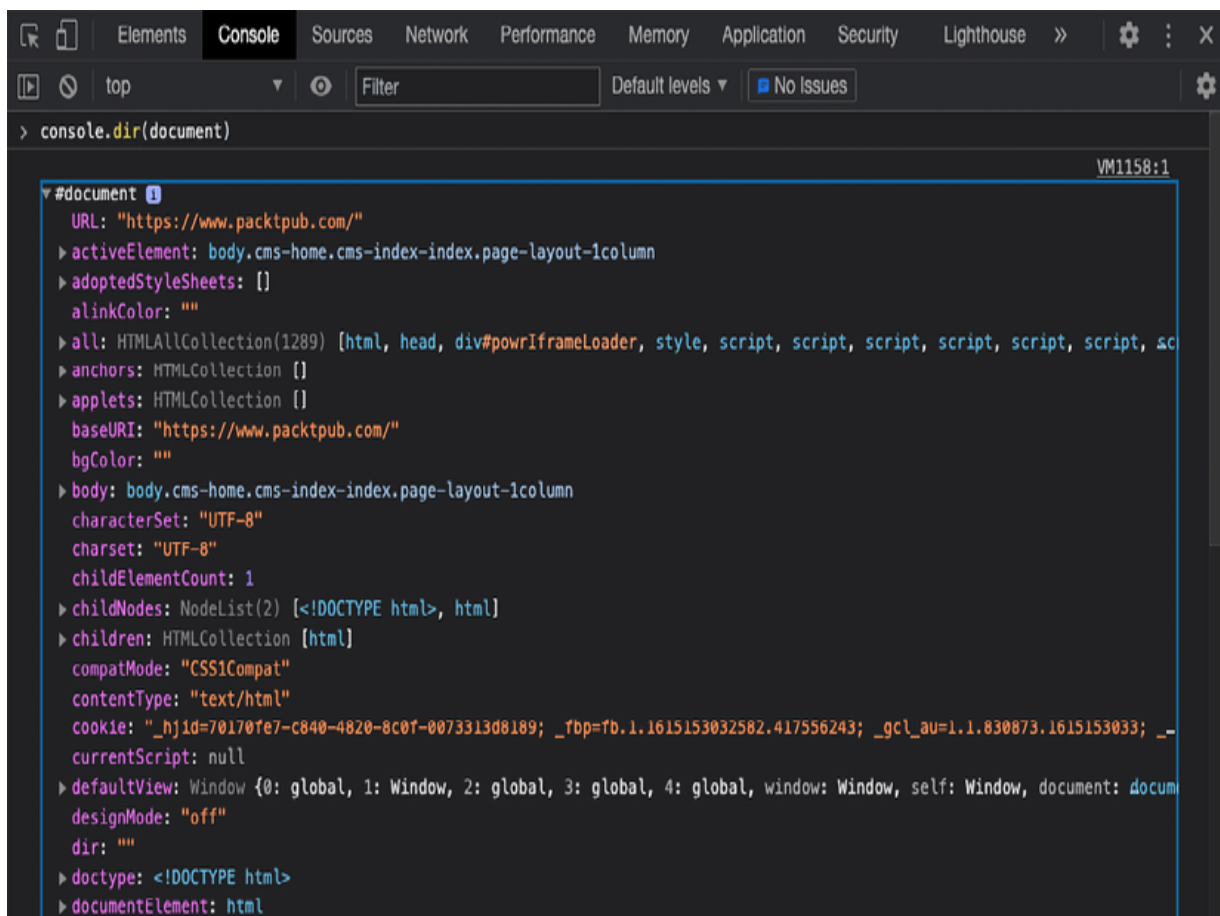 Elements Console Sources Network Performance Memory Application Security Lighthouse »
top Filter Default levels ▼ No Issues
> console.dir(document)
VM1158:1
▼ #document i
URL: "https://www.packtpub.com/"
▶ activeElement: body.cms-home.cms-index-index.page-layout-1column
▶ adoptedStyleSheets: []
alinkColor: ""
▶ all: HTMLAllCollection(1289) [html, head, div#powrIframeLoader, style, script, script, script, script, script, script, sc
▶ anchors: HTMLCollection []
▶ applets: HTMLCollection []
baseURI: "https://www.packtpub.com/"
bgColor: ""
▶ body: body.cms-home.cms-index-index.page-layout-1column
characterSet: "UTF-8"
charset: "UTF-8"
childElementCount: 1
▶ childNodes: NodeList(2) [<!DOCTYPE html>, html]
▶ children: HTMLCollection [html]
compatMode: "CSS1Compat"
contentType: "text/html"
cookie: "_hjid=70170fe7-c840-4820-8c0f-0073313d8189; _fbp=fb.1.1615153032582.417556243; _gcl_au=1.1.830873.1615153033; _…
currentScript: null
▶ defaultView: Window {0: global, 1: Window, 2: global, 3: global, 4: global, window: Window, self: Window, document: docum
designMode: "off"
dir: ""
▶ doctype: <!DOCTYPE html>
▶ documentElement: html